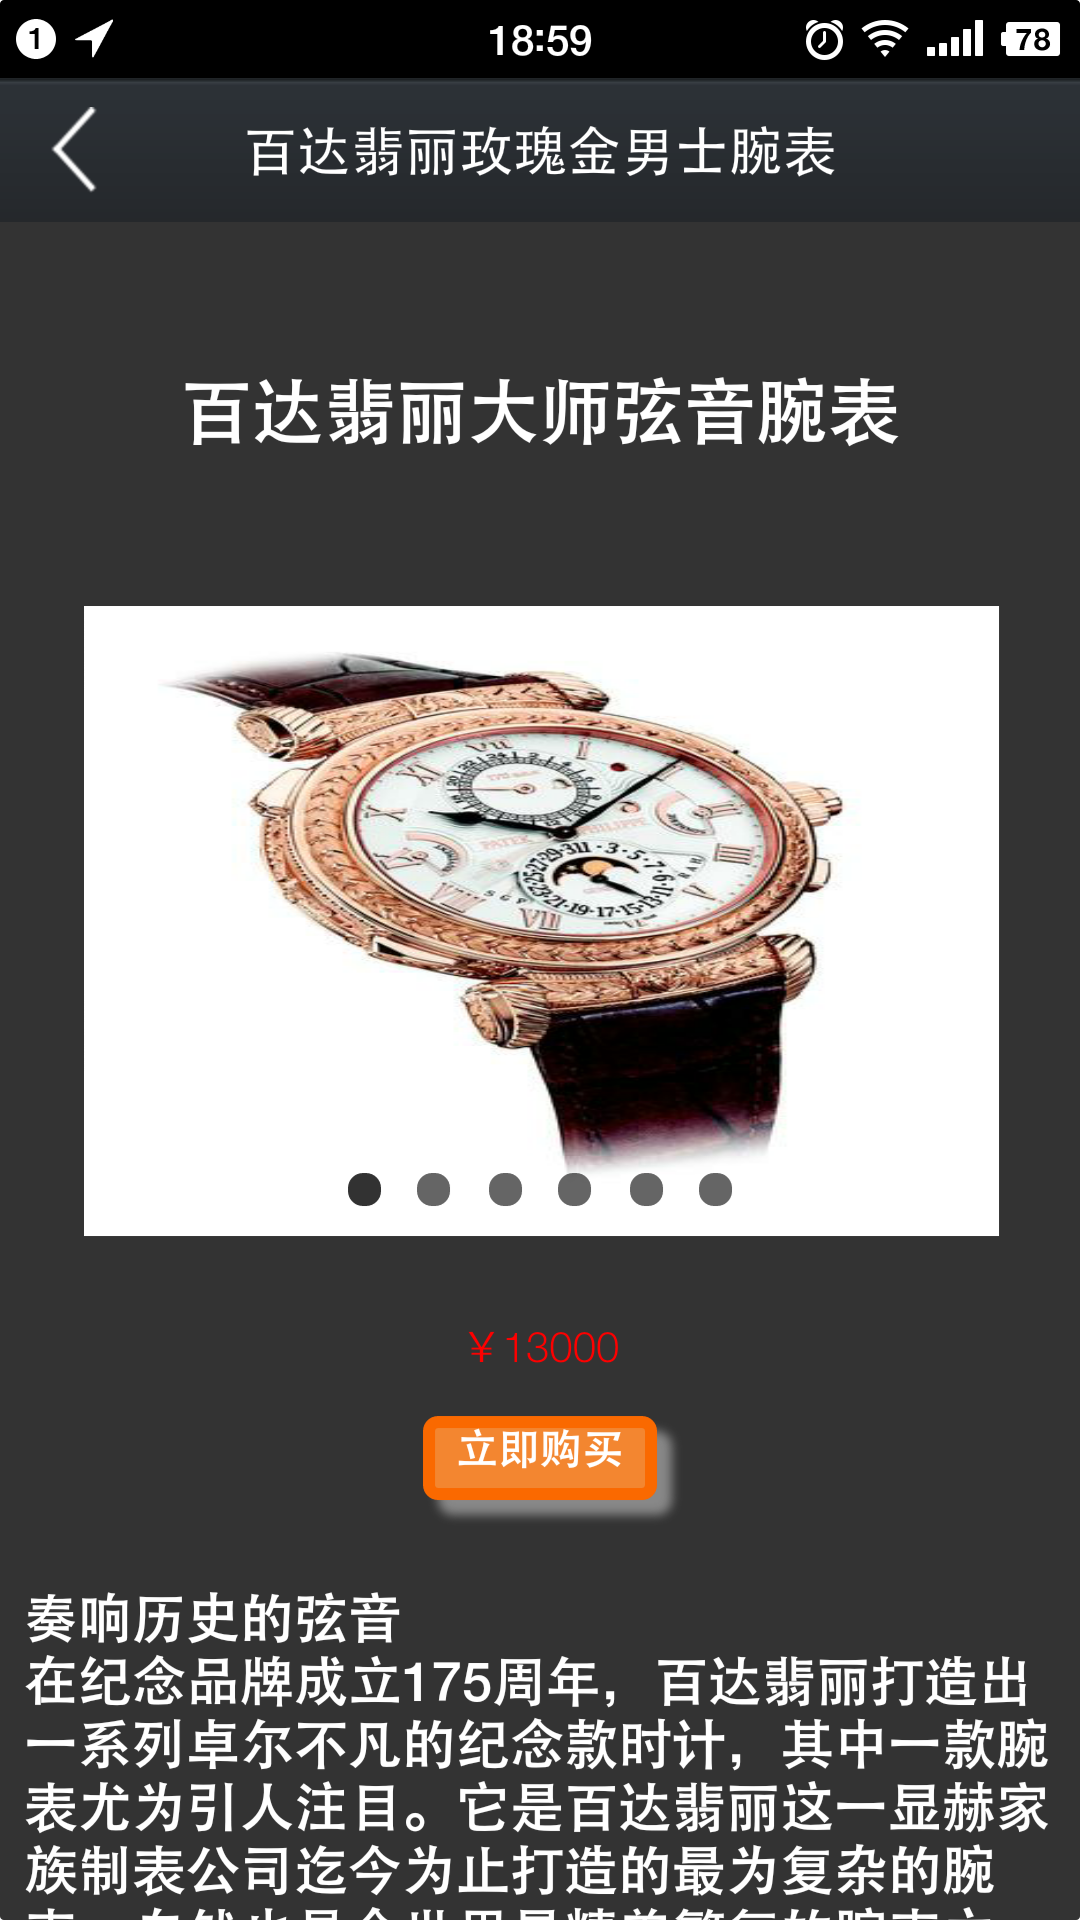 1
18:59
78
百达翡丽玫瑰金男士腕表
百达翡丽大师弦音腕表
PATEK PHILIPPE
￥13000
立即购买
奏响历史的弦音
在纪念品牌成立175周年，百达翡丽打造出
一系列卓尔不凡的纪念款时计，其中一款腕
表尤为引人注目。它是百达翡丽这一显赫家
族制表公司迄今为止打造的最为复杂的腕